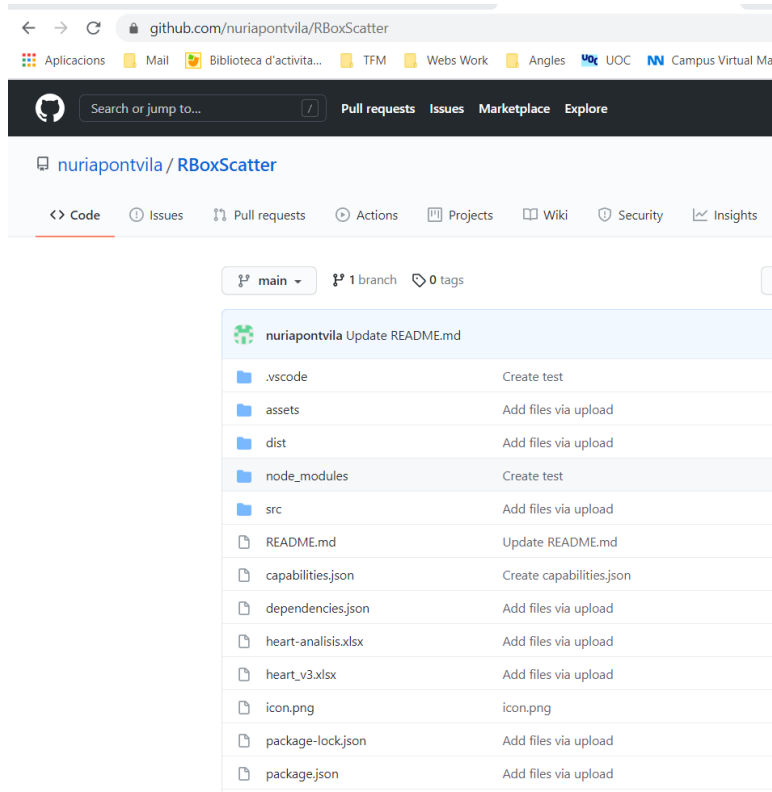 github.com/nuriapontvila/RBoxScatter
Aplicacions Mail Biblioteca d'activita... TFM Webs Work Angles UOC UOC Campus Virtual Ma
Search or jump to... / Pull requests Issues Marketplace Explore
nuriapontvila / RBoxScatter
<> Code Issues Pull requests Actions Projects Wiki Security Insights
main 1 branch 0 tags
nuriapontvila Update README.md
.vscode Create test
assets Add files via upload
dist Add files via upload
node_modules Create test
src Add files via upload
README.md Update README.md
capabilities.json Create capabilities.json
dependencies.json Add files via upload
heart-analisis.xlsx Add files via upload
heart_v3.xlsx Add files via upload
icon.png icon.png
package-lock.json Add files via upload
package.json Add files via upload